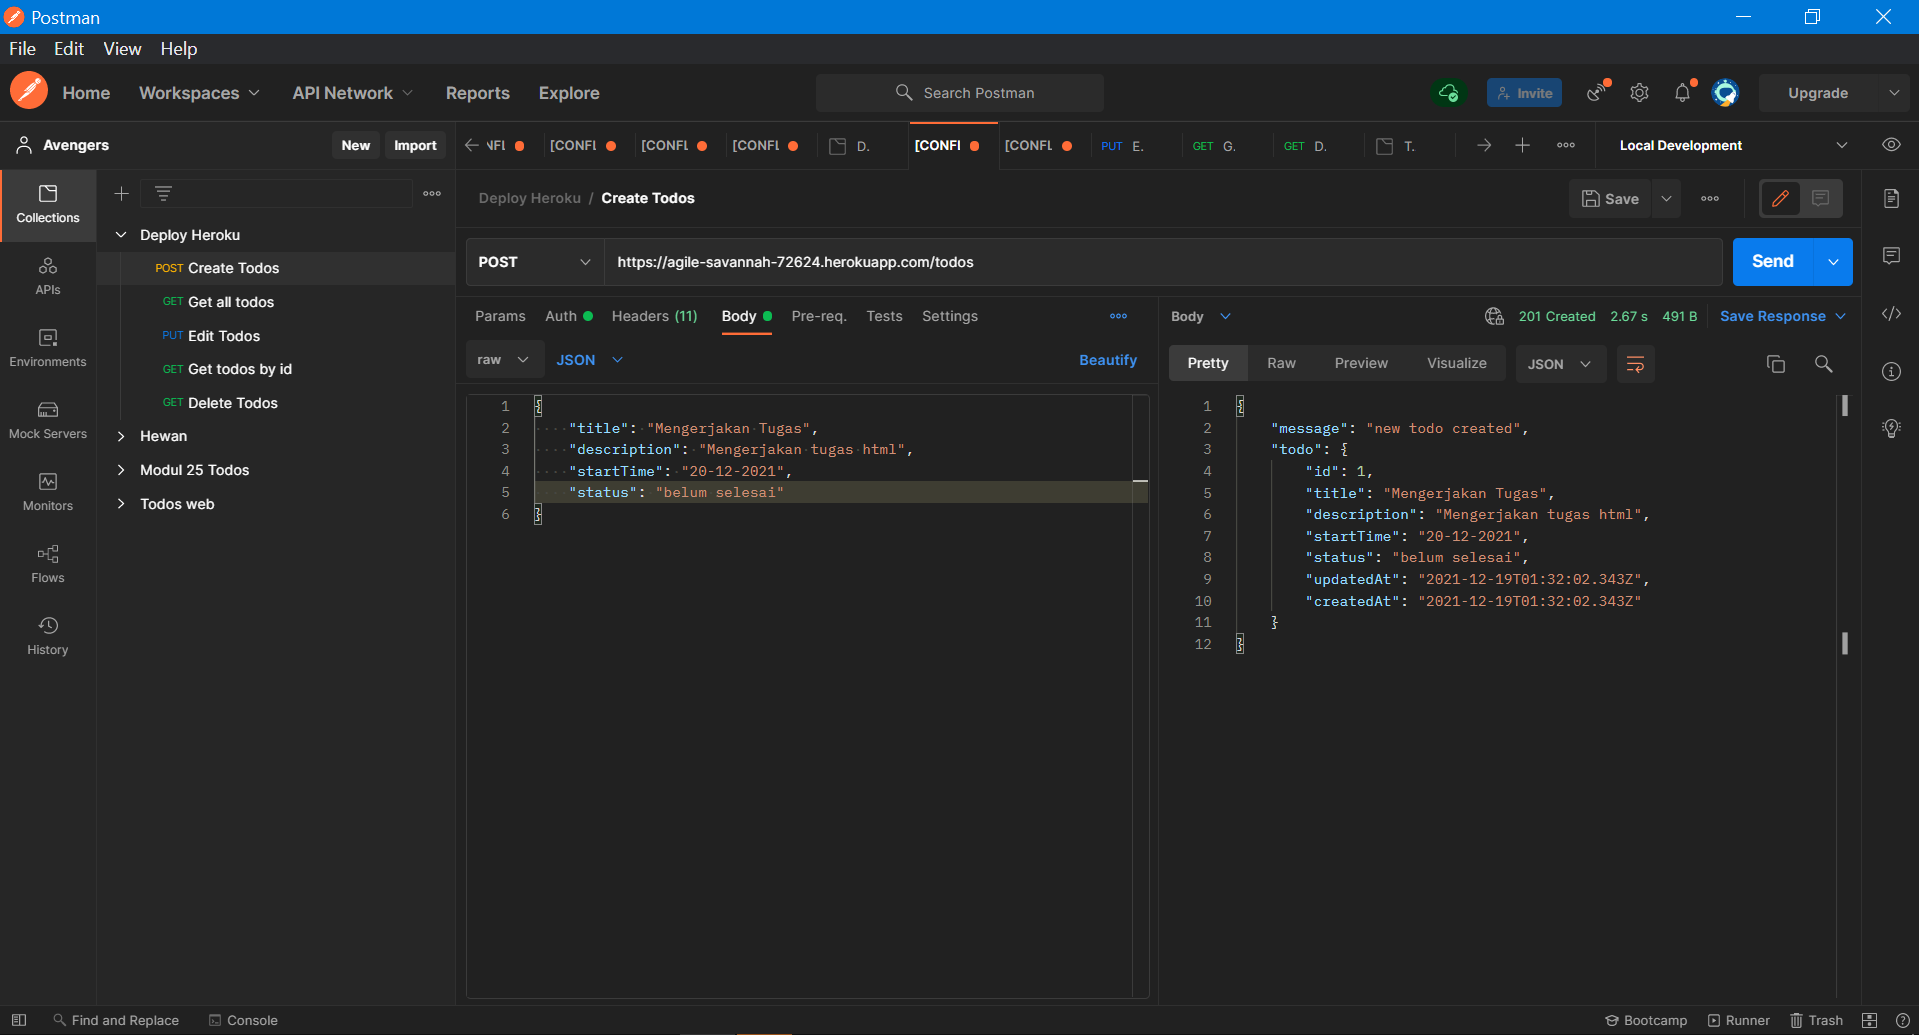 Postman
File Edit View Help
Home Workspaces API Network Reports Explore Search Postman Invite Upgrade
Avengers New Import NFL [CONFL [CONFL [CONFL D. [CONFI [CONFL PUT E. GET G. GET D. T. Local Development
Collections
APIs
Environments
Mock Servers
Monitors
Flows
History
Deploy Heroku
POST Create Todos
GET Get all todos
PUT Edit Todos
GET Get todos by id
GET Delete Todos
Hewan
Modul 25 Todos
Todos web
Deploy Heroku / Create Todos Save
POST https://agile-savannah-72624.herokuapp.com/todos Send
Params Auth Headers (11) Body Pre-req. Tests Settings
raw JSON Beautify
1 {
2 "title": "Mengerjakan Tugas",
3 "description": "Mengerjakan tugas html",
4 "startTime": "20-12-2021",
5 "status": "belum selesai"
6 }
Body 201 Created 2.67 s 491 B Save Response
Pretty Raw Preview Visualize JSON
1 {
2 "message": "new todo created",
3 "todo": {
4 "id": 1,
5 "title": "Mengerjakan Tugas",
6 "description": "Mengerjakan tugas html",
7 "startTime": "20-12-2021",
8 "status": "belum selesai",
9 "updatedAt": "2021-12-19T01:32:02.343Z",
10 "createdAt": "2021-12-19T01:32:02.343Z"
11 }
12 }
Find and Replace Console Bootcamp Runner Trash